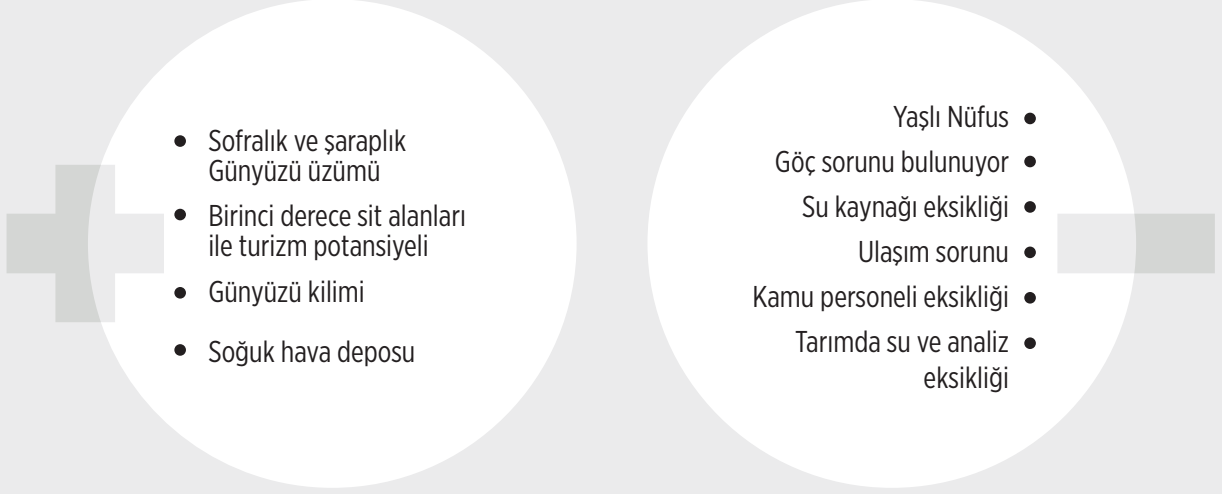 Sofralık ve şaraplık
Günyüzü üzümü
Birinci derece sit alanları
ile turizm potansiyeli
Günyüzü kilimi
Soğuk hava deposu
Yaşlı Nüfus
Göç sorunu bulunuyor
Su kaynağı eksikliği
Ulaşım sorunu
Kamu personeli eksikliği
Tarımda su ve analiz
eksikliği